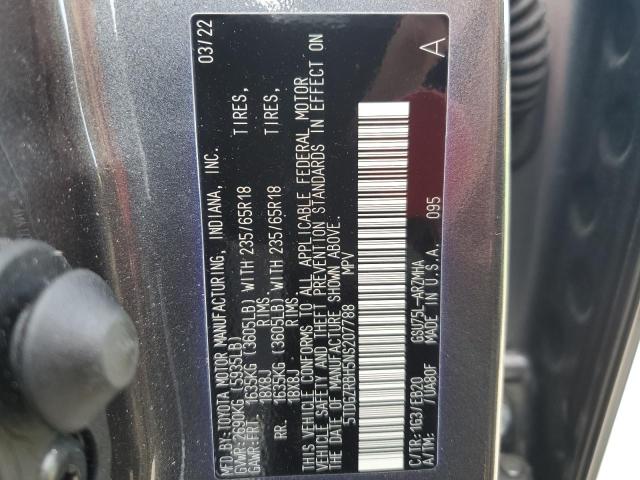 MFD.BY:TOYOTA MOTOR MANUFACTURING, INDIANA, INC. 03/22
GVWR:2690KG (5935LB)
GAWR:FRT. 1635KG (3605LB) WITH 235/65R18 TIRES,
18X8J RIMS
RR. 1635KG (3605LB) WITH 235/65R18 TIRES,
18X8J RIMS
THIS VEHICLE CONFORMS TO ALL APPLICABLE FEDERAL MOTOR
VEHICLE SAFETY AND THEFT PREVENTION STANDARDS IN EFFECT ON
THE DATE OF MANUFACTURE SHOWN ABOVE.
5TDGZRBH5NS207788 MPV
C/TR:1G3/EB20 GSU75L-ARZMHA 095
A/TM: /UA80F MADE IN U.S.A. A